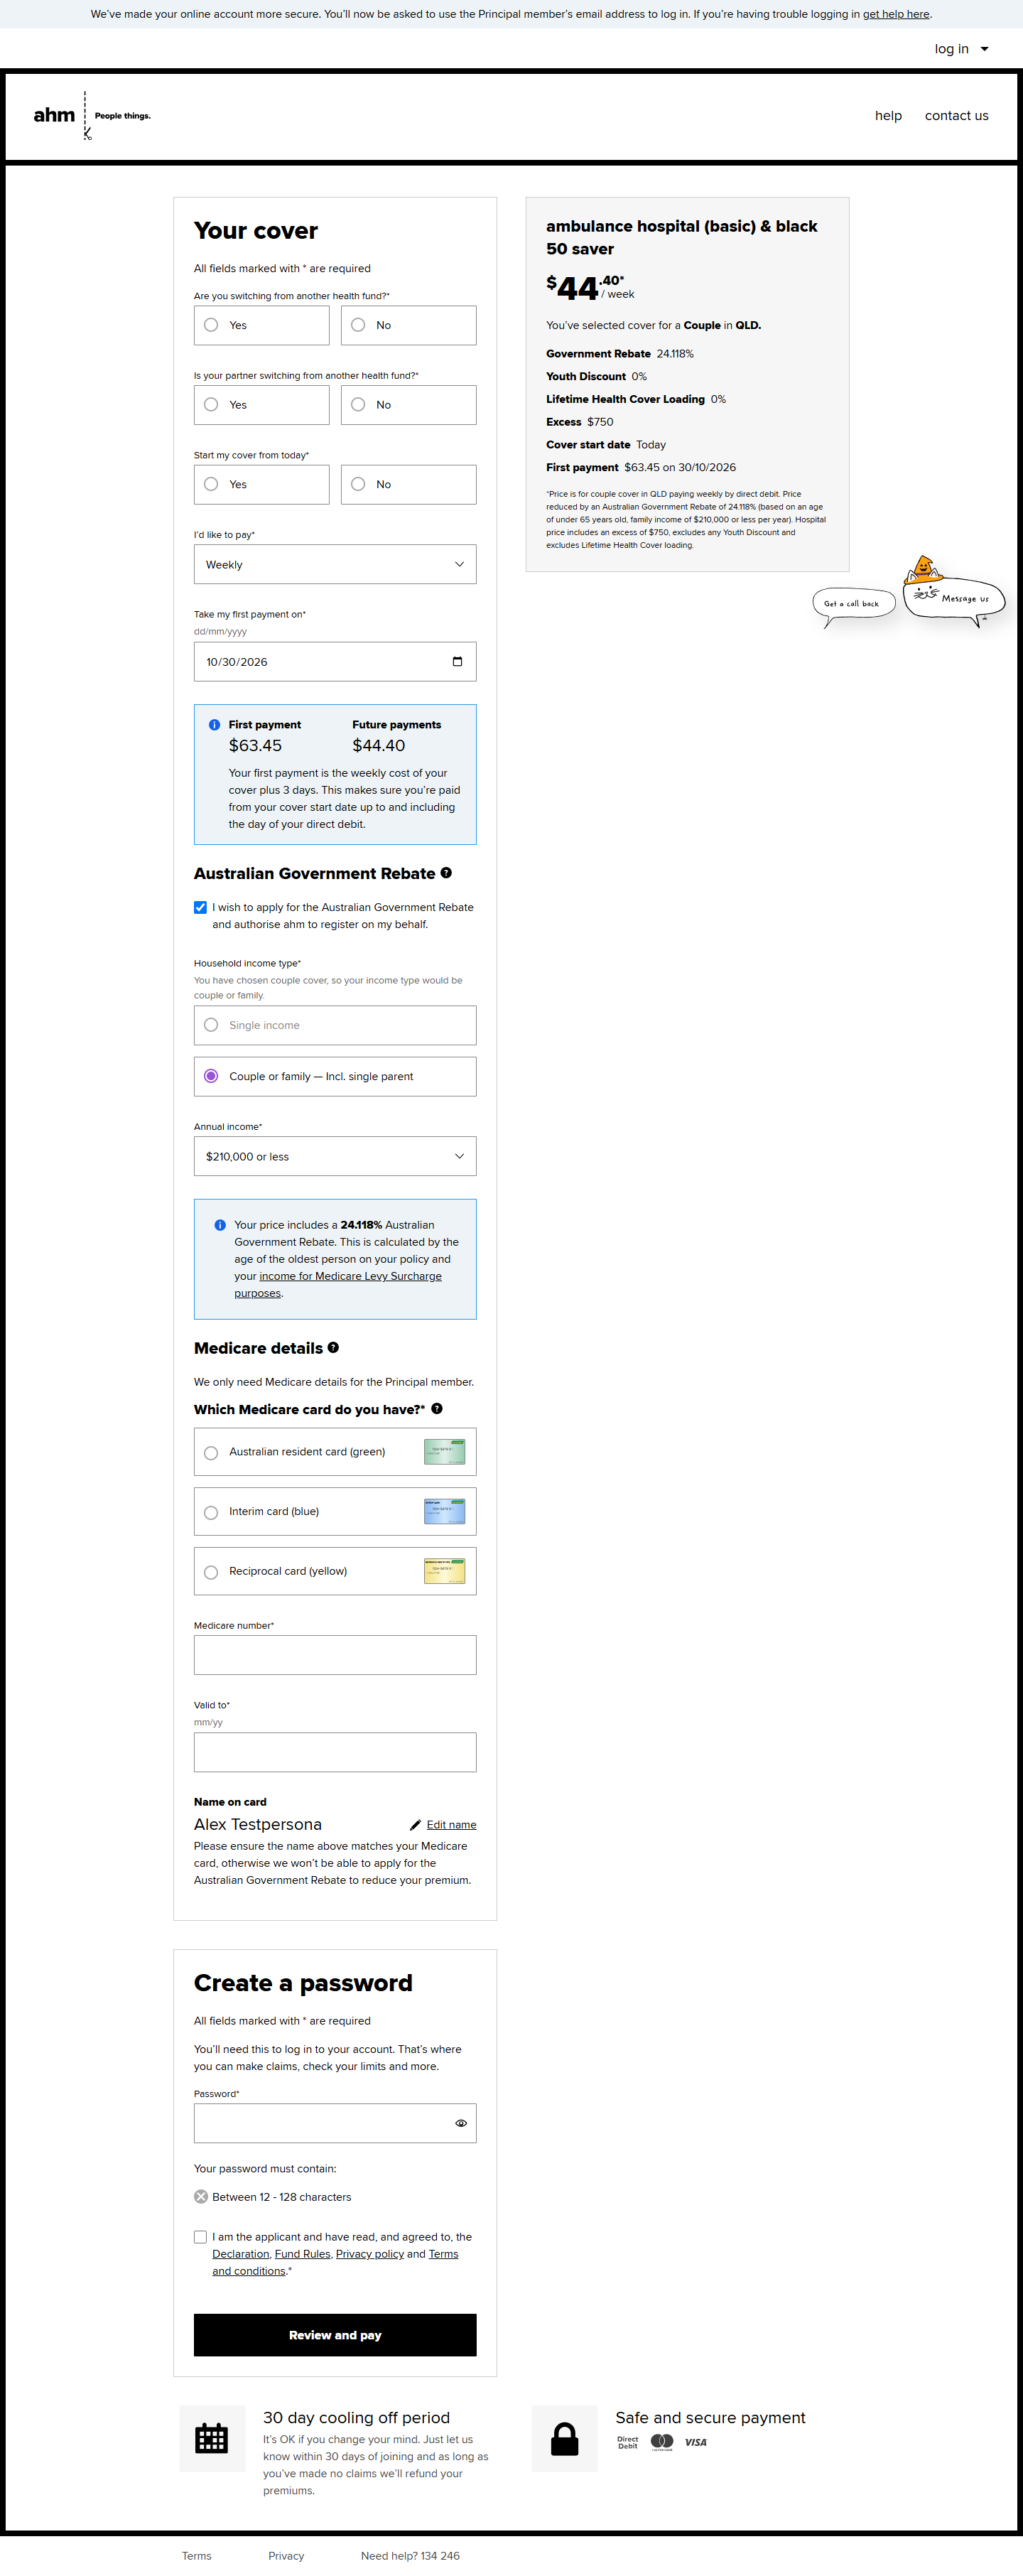 We've made your online account more secure. You'll now be asked to use the Principal member's email address to log in. If you're having trouble logging in get help here.
log in
ahm
People things.
help
contact us
Your cover
All fields marked with * are required
Are you switching from another health fund?*
Yes
No
Is your partner switching from another health fund?*
Yes
No
Start my cover from today*
Yes
No
I'd like to pay*
Weekly
Take my first payment on*
dd/mm/yyyy
10/30/2026
First payment
Future payments
$63.45
$44.40
Your first payment is the weekly cost of your
cover plus 3 days. This makes sure you're paid
from your cover start date up to and including
the day of your direct debit.
Australian Government Rebate
I wish to apply for the Australian Government Rebate
and authorise ahm to register on my behalf.
Household income type*
You have chosen couple cover, so your income type would be
couple or family.
Single income
Couple or family — Incl. single parent
Annual income*
$210,000 or less
Your price includes a 24.118% Australian
Government Rebate. This is calculated by the
age of the oldest person on your policy and
your income for Medicare Levy Surcharge
purposes.
Medicare details
We only need Medicare details for the Principal member.
Which Medicare card do you have?*
Australian resident card (green)
Interim card (blue)
Reciprocal card (yellow)
Medicare number*
Valid to*
mm/yy
Name on card
Alex Testpersona
Edit name
Please ensure the name above matches your Medicare
card, otherwise we won't be able to apply for the
Australian Government Rebate to reduce your premium.
ambulance hospital (basic) & black
50 saver
$44.40*
/ week
You've selected cover for a Couple in QLD.
Government Rebate 24.118%
Youth Discount 0%
Lifetime Health Cover Loading 0%
Excess $750
Cover start date Today
First payment $63.45 on 30/10/2026
*Price is for couple cover in QLD paying weekly by direct debit. Price
reduced by an Australian Government Rebate of 24.118% (based on an age
of under 65 years old, family income of $210,000 or less per year). Hospital
price includes an excess of $750, excludes any Youth Discount and
excludes Lifetime Health Cover loading.
Get a call back
Message us
Create a password
All fields marked with * are required
You'll need this to log in to your account. That's where
you can make claims, check your limits and more.
Password*
Your password must contain:
Between 12 - 128 characters
I am the applicant and have read, and agreed to, the
Declaration, Fund Rules, Privacy policy and Terms
and conditions.*
Review and pay
30 day cooling off period
It's OK if you change your mind. Just let us
know within 30 days of joining and as long as
you've made no claims we'll refund your
premiums.
Safe and secure payment
Direct
Debit
VISA
Terms
Privacy
Need help? 134 246